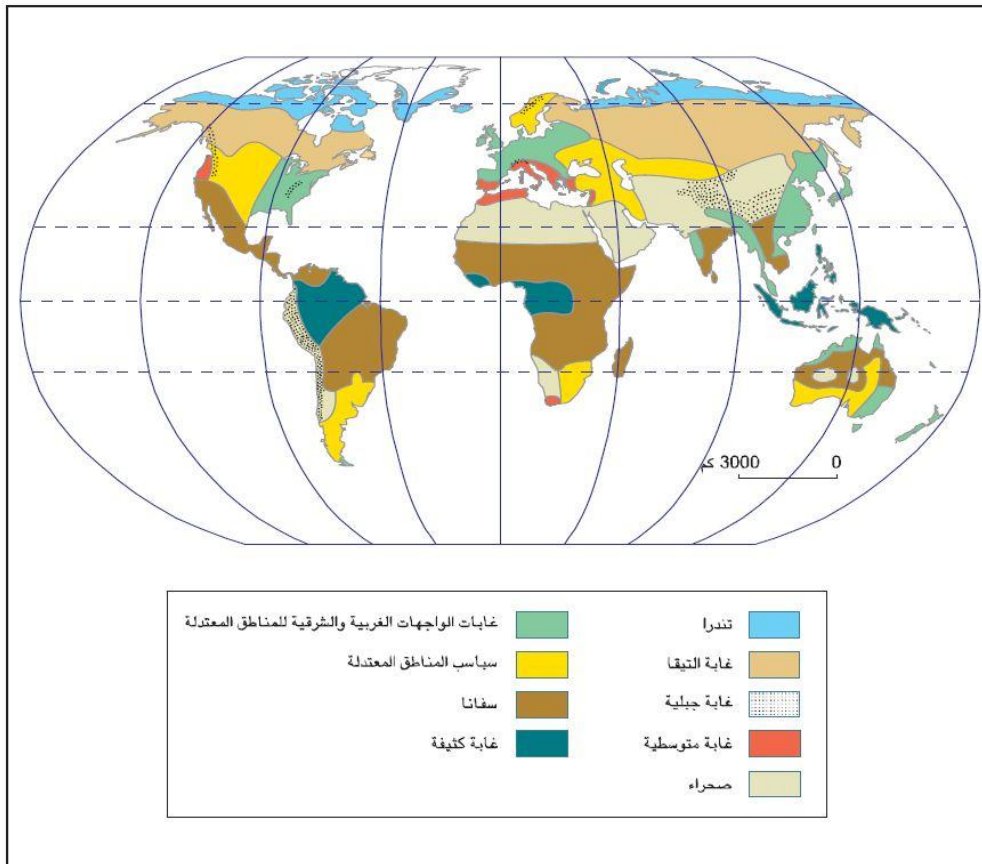 0 3000 كم
تندرا
غابة التيقا
غابة جبلية
غابة متوسطية
صحراء
غابات الواجهات الغربية والشرقية للمناطق المعتدلة
سباسب المناطق المعتدلة
سفانا
غابة كثيفة